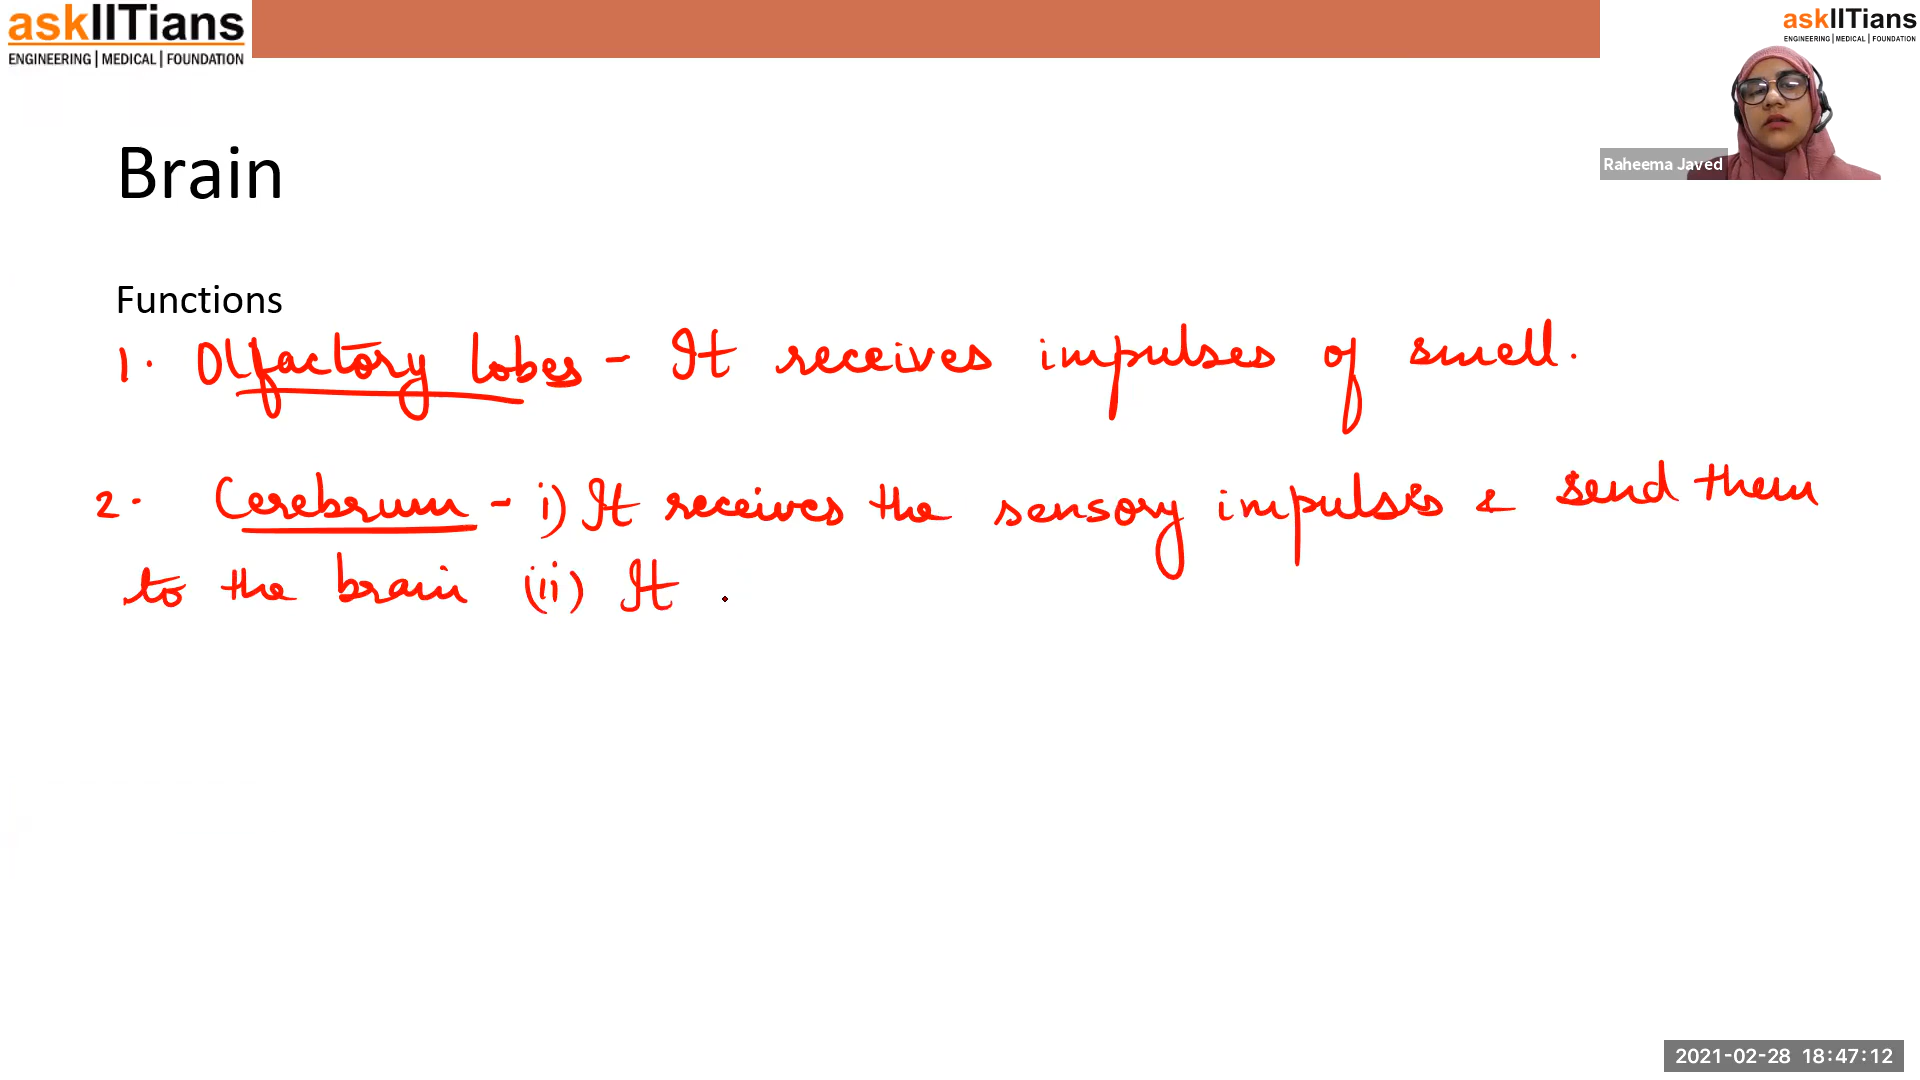 askIITians
ENGINEERING | MEDICAL | FOUNDATION
askIITians
ENGINEERING | MEDICAL | FOUNDATION
Raheema Javed
Brain
Functions
1. Olfactory lobes - It receives impulses of smell.
2. Cerebrum - i) It receives the sensory impulses & send them
to the brain (ii) It
2021-02-28 18:47:12